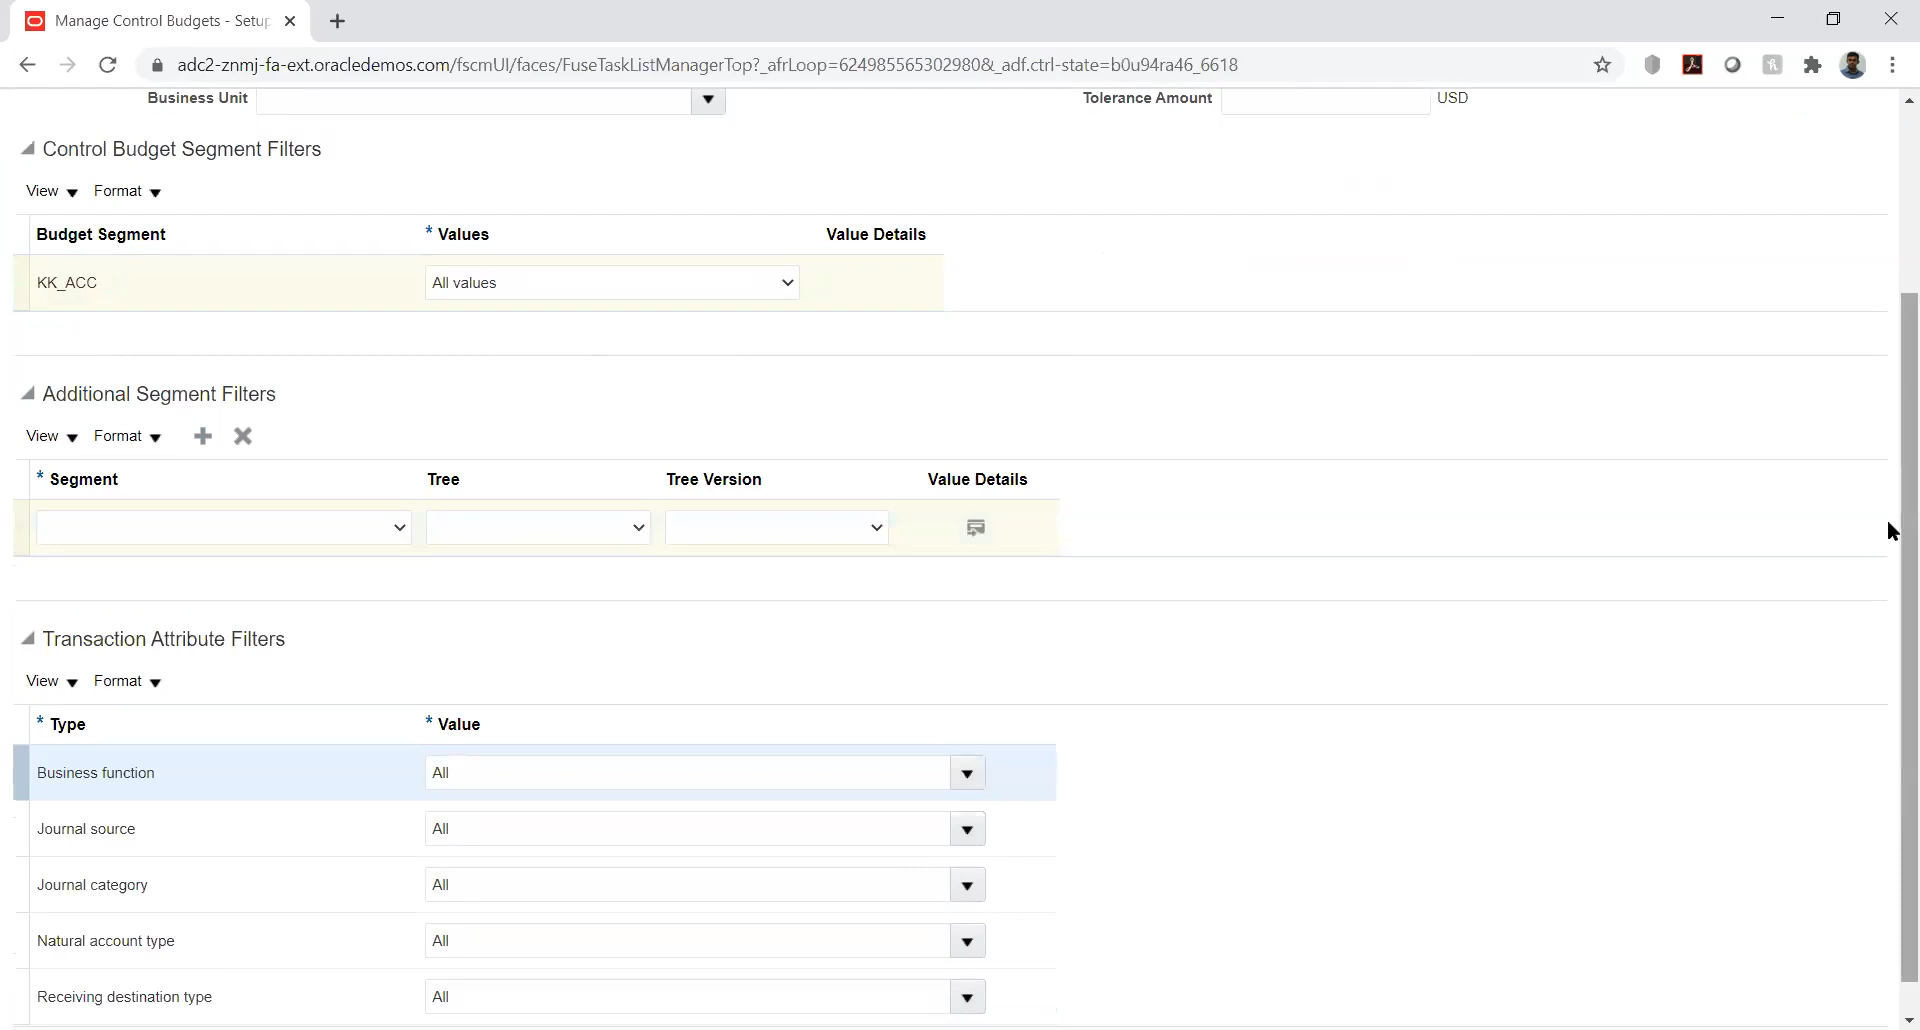 Manage Control Budgets - Setup
adc2-znmj-fa-ext.oracledemos.com/fscmUI/faces/FuseTaskListManagerTop?_afrLoop=62498556530298​0&_adf.ctrl-state=b0u94ra46_6618
Business Unit
Tolerance Amount USD
Control Budget Segment Filters
View Format
Budget Segment * Values Value Details
KK_ACC All values
Additional Segment Filters
View Format
* Segment Tree Tree Version Value Details
Transaction Attribute Filters
View Format
* Type * Value
Business function All
Journal source All
Journal category All
Natural account type All
Receiving destination type All